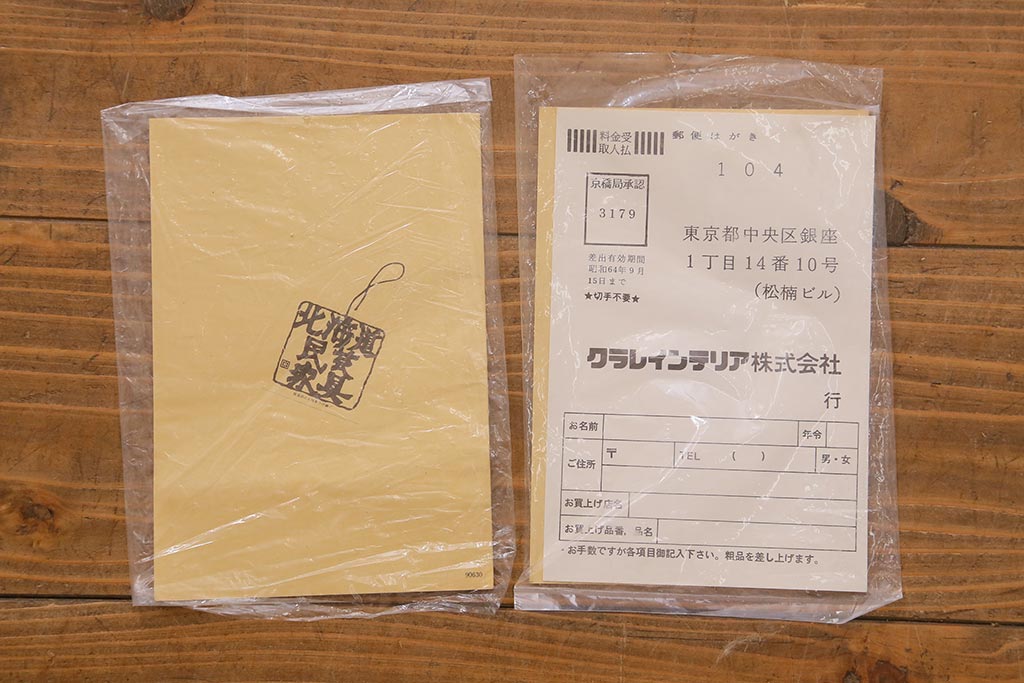 北海道
民芸家具
90630
料金受
取人払
郵便はがき
104
京橋局承認
3179
差出有効期間
昭和64年9月
15日まで
★切手不要★
東京都中央区銀座
1丁目14番10号
(松楠ビル)
クラレインテリア株式会社
行
お名前
年令
ご住所
〒
TEL ( )
男・女
お買上げ店名
お買上げ品番、品名
お手数ですが各項目御記入下さい。粗品を差し上げます。